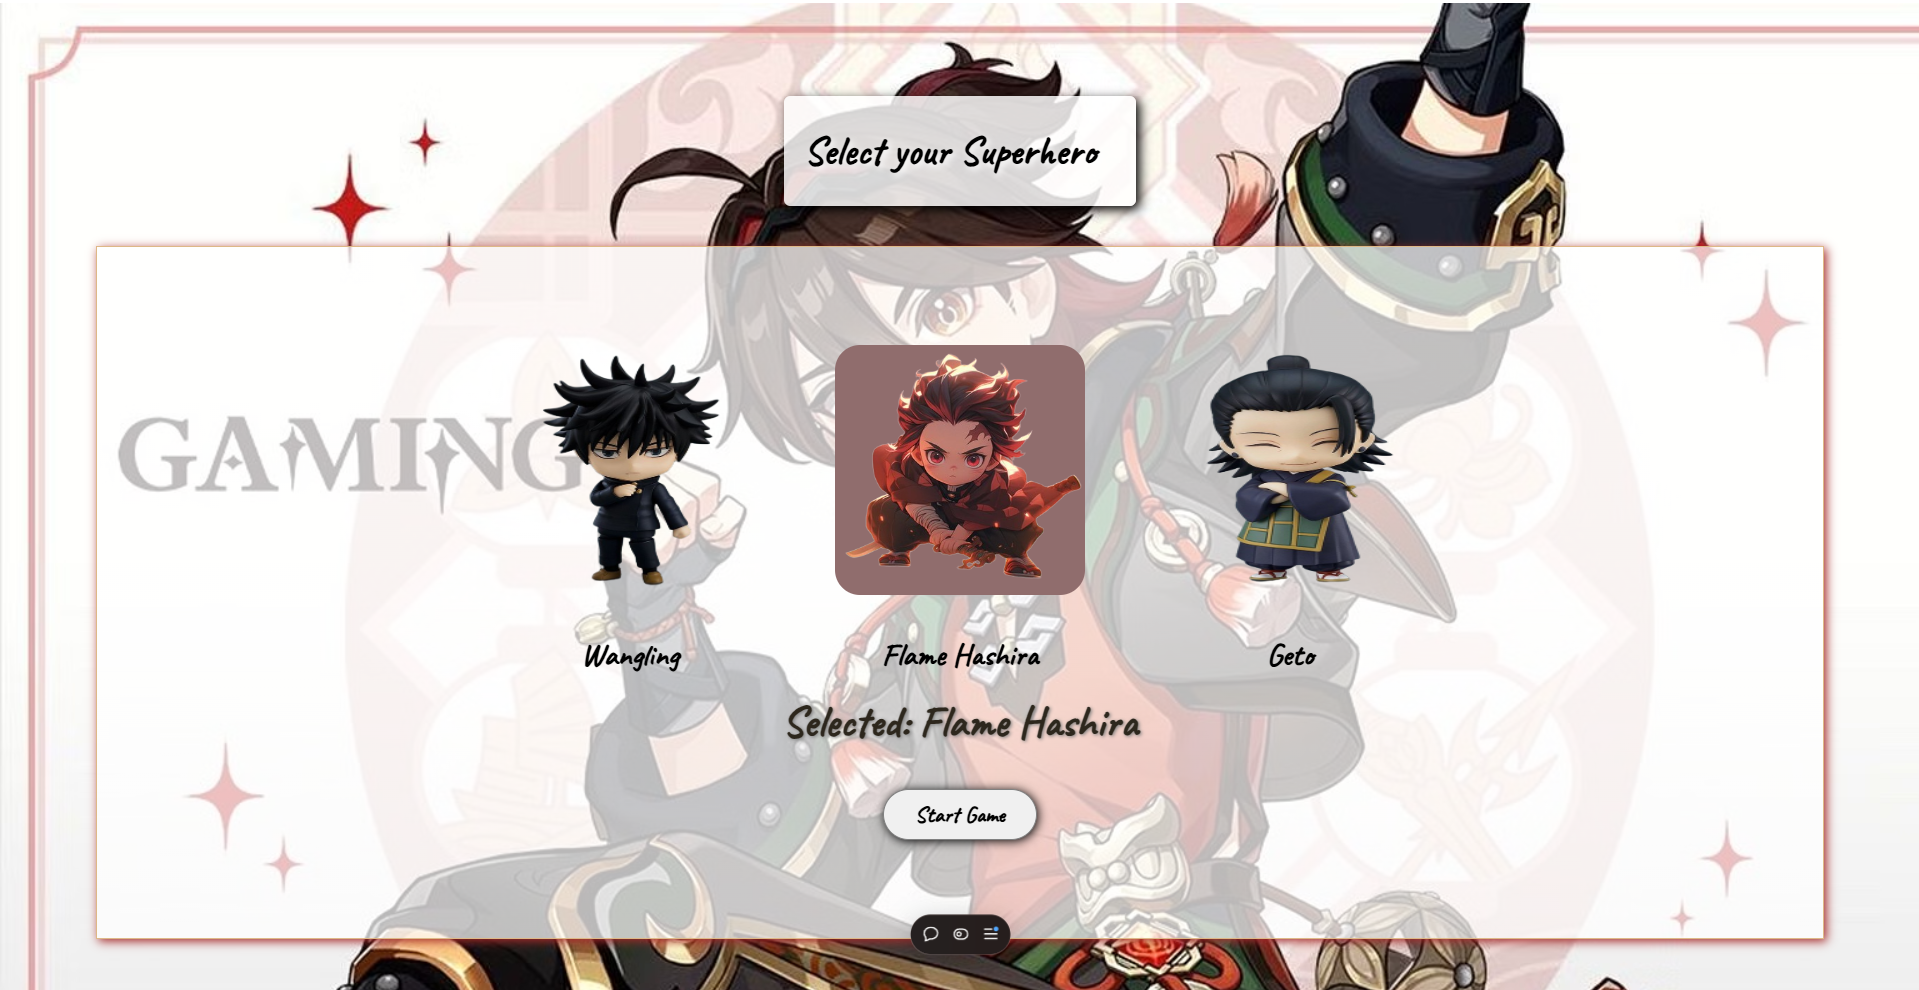 Select your Superhero
GAMING
Wangling
Flame Hashira
Geto
Selected: Flame Hashira
Start Game